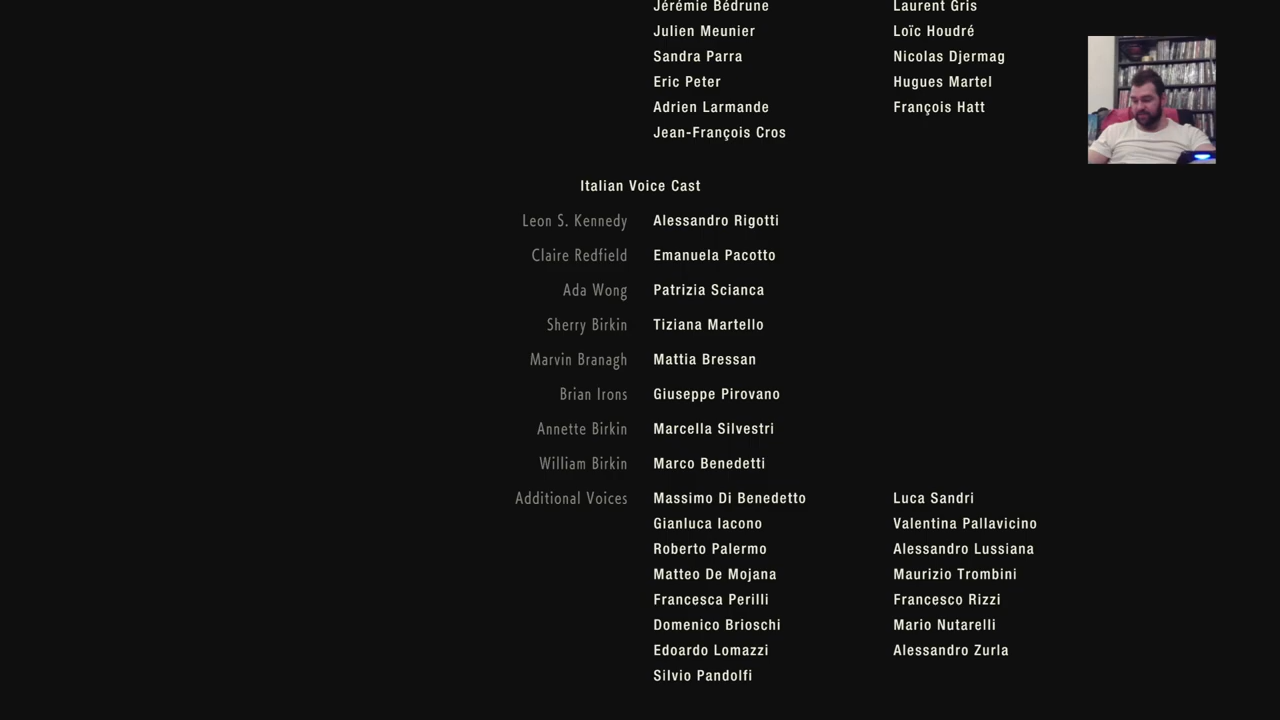 Jérémie Bédrune Laurent Gris
Julien Meunier Loïc Houdré
Sandra Parra Nicolas Djermag
Eric Peter Hugues Martel
Adrien Larmande François Hatt
Jean-François Cros
Italian Voice Cast
Leon S. Kennedy Alessandro Rigotti
Claire Redfield Emanuela Pacotto
Ada Wong Patrizia Scianca
Sherry Birkin Tiziana Martello
Marvin Branagh Mattia Bressan
Brian Irons Giuseppe Pirovano
Annette Birkin Marcella Silvestri
William Birkin Marco Benedetti
Additional Voices Massimo Di Benedetto Luca Sandri
Gianluca Iacono Valentina Pallavicino
Roberto Palermo Alessandro Lussiana
Matteo De Mojana Maurizio Trombini
Francesca Perilli Francesco Rizzi
Domenico Brioschi Mario Nutarelli
Edoardo Lomazzi Alessandro Zurla
Silvio Pandolfi